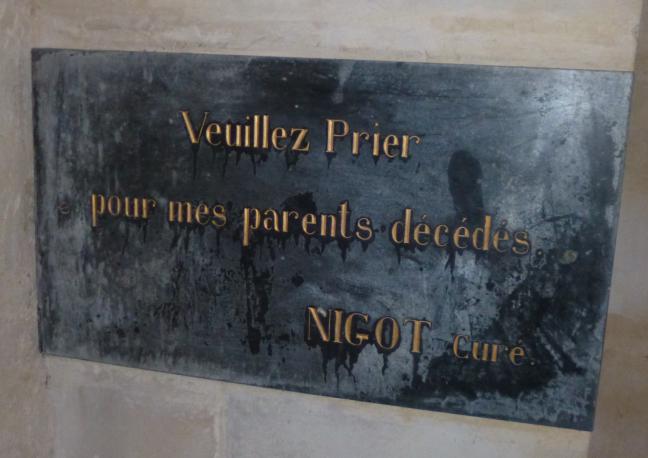 Veuillez Prier
pour mes parents décédés.
NIGOT Curé.